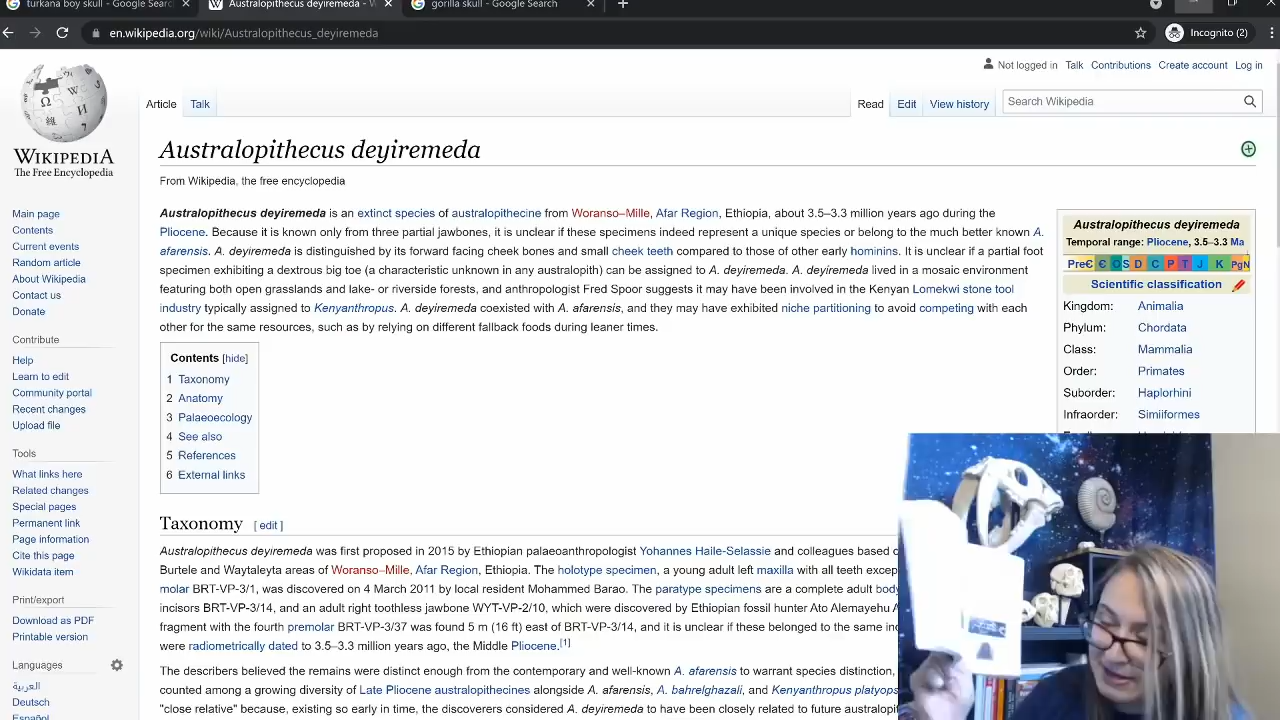 turkana boy skull - Google Search
Australopithecus deyiremeda - W
gorilla skull - Google Search
en.wikipedia.org/wiki/Australopithecus_deyiremeda
Incognito (2)
Not logged in Talk Contributions Create account Log in
Article Talk
Read Edit View history
Search Wikipedia
WIKIPEDIA
The Free Encyclopedia
Main page
Contents
Current events
Random article
About Wikipedia
Contact us
Donate
Contribute
Help
Learn to edit
Community portal
Recent changes
Upload file
Tools
What links here
Related changes
Special pages
Permanent link
Page information
Cite this page
Wikidata item
Print/export
Download as PDF
Printable version
Languages
العربية
Deutsch
Español
Australopithecus deyiremeda
From Wikipedia, the free encyclopedia
Australopithecus deyiremeda is an extinct species of australopithecine from Woranso–Mille, Afar Region, Ethiopia, about 3.5–3.3 million years ago during the
Pliocene. Because it is known only from three partial jawbones, it is unclear if these specimens indeed represent a unique species or belong to the much better known A.
afarensis. A. deyiremeda is distinguished by its forward facing cheek bones and small cheek teeth compared to those of other early hominins. It is unclear if a partial foot
specimen exhibiting a dextrous big toe (a characteristic unknown in any australopith) can be assigned to A. deyiremeda. A. deyiremeda lived in a mosaic environment
featuring both open grasslands and lake- or riverside forests, and anthropologist Fred Spoor suggests it may have been involved in the Kenyan Lomekwi stone tool
industry typically assigned to Kenyanthropus. A. deyiremeda coexisted with A. afarensis, and they may have exhibited niche partitioning to avoid competing with each
other for the same resources, such as by relying on different fallback foods during leaner times.
Contents [hide]
1 Taxonomy
2 Anatomy
3 Palaeoecology
4 See also
5 References
6 External links
Taxonomy [ edit ]
Australopithecus deyiremeda was first proposed in 2015 by Ethiopian palaeoanthropologist Yohannes Haile-Selassie and colleagues based o
Burtele and Waytaleyta areas of Woranso–Mille, Afar Region, Ethiopia. The holotype specimen, a young adult left maxilla with all teeth excep
molar BRT-VP-3/1, was discovered on 4 March 2011 by local resident Mohammed Barao. The paratype specimens are a complete adult body
incisors BRT-VP-3/14, and an adult right toothless jawbone WYT-VP-2/10, which were discovered by Ethiopian fossil hunter Ato Alemayehu A
fragment with the fourth premolar BRT-VP-3/37 was found 5 m (16 ft) east of BRT-VP-3/14, and it is unclear if these belonged to the same ind
were radiometrically dated to 3.5–3.3 million years ago, the Middle Pliocene.[1]
The describers believed the remains were distinct enough from the contemporary and well-known A. afarensis to warrant species distinction,
counted among a growing diversity of Late Pliocene australopithecines alongside A. afarensis, A. bahrelghazali, and Kenyanthropus platyops
"close relative" because, existing so early in time, the discoverers considered A. deyiremeda to have been closely related to future australopit
Australopithecus deyiremeda
Temporal range: Pliocene, 3.5–3.3 Ma
PreЄ Є O S D C P T J K PgN
Scientific classification
Kingdom: Animalia
Phylum: Chordata
Class: Mammalia
Order: Primates
Suborder: Haplorhini
Infraorder: Simiiformes